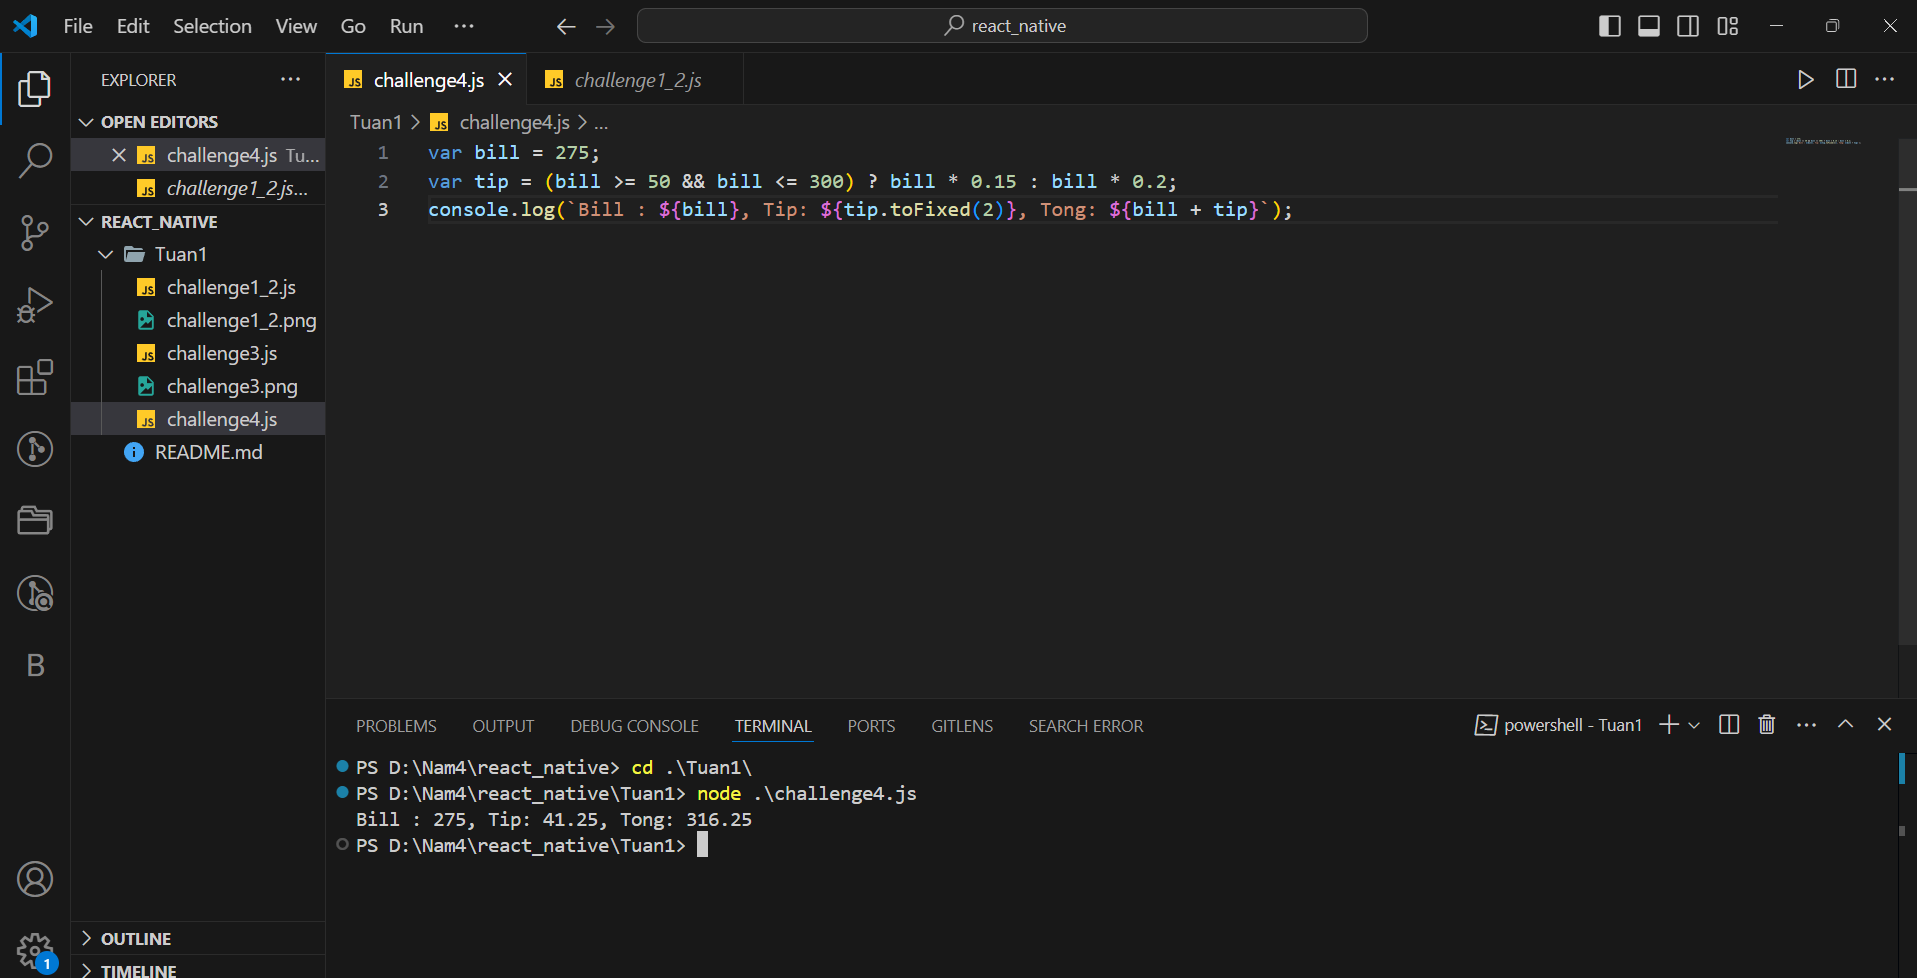 File Edit Selection View Go Run ···
react_native
EXPLORER ···
OPEN EDITORS
challenge4.js Tu...
challenge1_2.js...
REACT_NATIVE
Tuan1
challenge1_2.js
challenge1_2.png
challenge3.js
challenge3.png
challenge4.js
README.md
OUTLINE
TIMELINE
B
1
challenge4.js
challenge1_2.js
Tuan1 > JS challenge4.js > ...
1 var bill = 275;
2 var tip = (bill >= 50 && bill <= 300) ? bill * 0.15 : bill * 0.2;
3 console.log(`Bill : ${bill}, Tip: ${tip.toFixed(2)}, Tong: ${bill + tip}`);
PROBLEMS OUTPUT DEBUG CONSOLE TERMINAL PORTS GITLENS SEARCH ERROR
powershell - Tuan1
PS D:\Nam4\react_native> cd .\Tuan1\
PS D:\Nam4\react_native\Tuan1> node .\challenge4.js
Bill : 275, Tip: 41.25, Tong: 316.25
PS D:\Nam4\react_native\Tuan1>